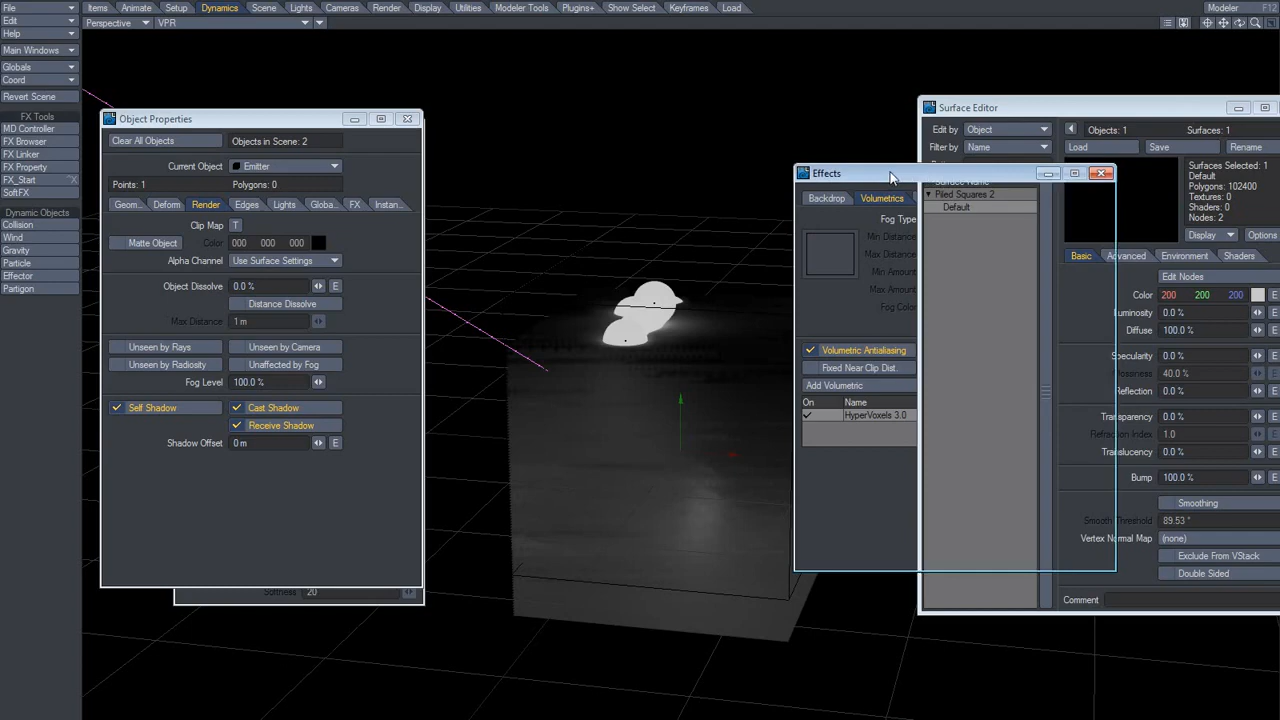 File Items Animate Setup Dynamics Scene Lights Cameras Render Display Utilities Modeler Tools Plugins+ Show Select Keyframes Load Modeler F12
Edit Perspective VPR
Help
Main Windows
Globals
Coord
Revert Scene
FX Tools
MD Controller
FX Browser
FX Linker
FX Property
FX_Start
SoftFX
Dynamic Objects
Collision
Wind
Gravity
Particle
Effector
Partigon
Object Properties
Clear All Objects Objects in Scene: 2
Current Object Emitter
Points: 1 Polygons: 0
Geom... Deform Render Edges Lights Globa... FX Instan...
Clip Map T
Matte Object Color 000 000 000
Alpha Channel Use Surface Settings
Object Dissolve 0.0 % E
Distance Dissolve
Max Distance 1 m
Unseen by Rays Unseen by Camera
Unseen by Radiosity Unaffected by Fog
Fog Level 100.0 %
Self Shadow Cast Shadow
Receive Shadow
Shadow Offset 0 m E
Softness 20
Effects
Backdrop Volumetrics
Fog Type
Min Distance
Max Distance
Min Amount
Max Amount
Fog Color
Volumetric Antialiasing
Fixed Near Clip Dist.
Add Volumetric
On Name
HyperVoxels 3.0
Surface Editor
Edit by Object Objects: 1 Surfaces: 1
Filter by Name Load Save Rename
Surface Name
Piled Squares 2
Default
Surfaces Selected: 1
Default
Polygons: 102400
Textures: 0
Shaders: 0
Nodes: 2
Display Options
Basic Advanced Environment Shaders
Edit Nodes
Color 200 200 200 E
Luminosity 0.0 % E
Diffuse 100.0 % E
Specularity 0.0 % E
Glossiness 40.0 % E
Reflection 0.0 % E
Transparency 0.0 % E
Refraction Index 1.0 E
Translucency 0.0 % E
Bump 100.0 % E
Smoothing
Smooth Threshold 89.53 °
Vertex Normal Map (none)
Exclude From VStack
Double Sided
Comment